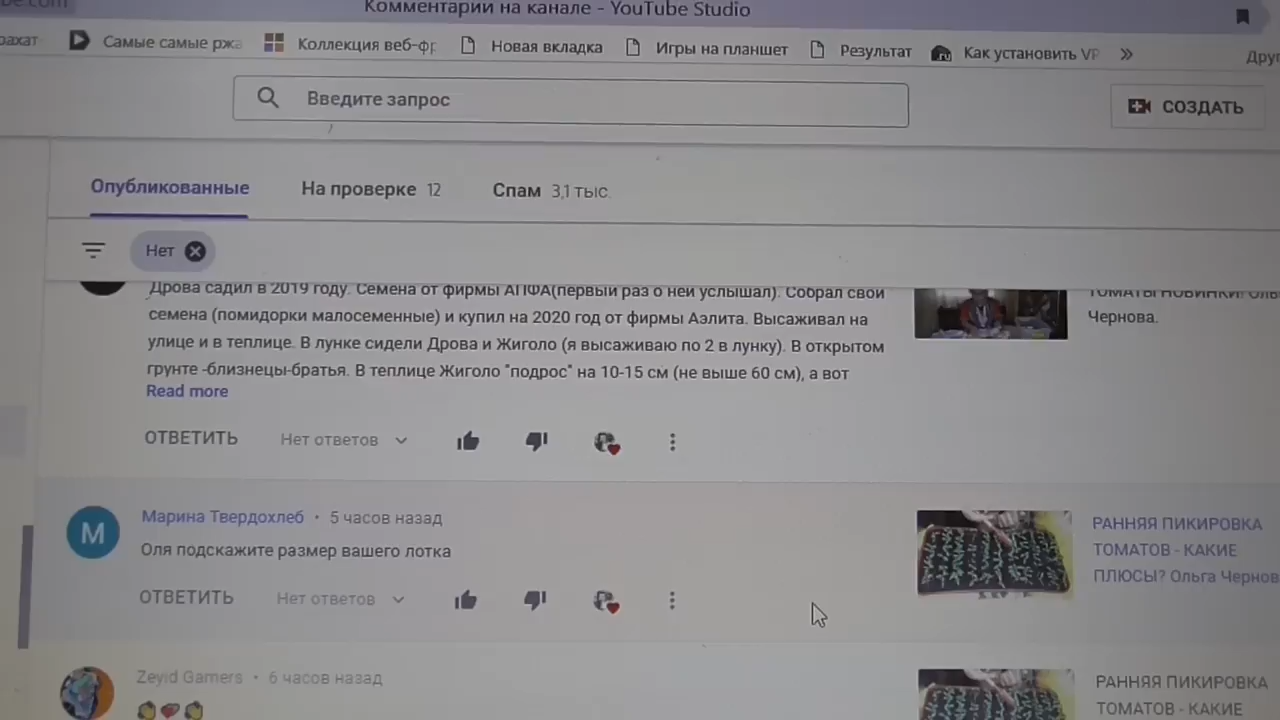 Комментарии на канале - YouTube Studio
Самые самые ржа
Коллекция веб-фр
Новая вкладка
Игры на планшет
Результат
Как установить VP
»
Введите запрос
СОЗДАТЬ
Опубликованные
На проверке 12
Спам 3,1 тыс.
Нет
Дрова садил в 2019 году. Семена от фирмы АПФА(первый раз о ней услышал). Собрал свои
семена (помидорки малосеменные) и купил на 2020 год от фирмы Аэлита. Высаживал на
улице и в теплице. В лунке сидели Дрова и Жиголо (я высаживаю по 2 в лунку). В открытом
грунте -близнецы-братья. В теплице Жиголо "подрос" на 10-15 см (не выше 60 см), а вот
Read more
ТОМАТЫ НОВИНКИ!
Чернова.
ОТВЕТИТЬ
Нет ответов
М
Марина Твердохлеб • 5 часов назад
Оля подскажите размер вашего лотка
ОТВЕТИТЬ
Нет ответов
РАННЯЯ ПИКИРОВКА
ТОМАТОВ - КАКИЕ
ПЛЮСЫ? Ольга Чернов
Zeyid Gamers • 6 часов назад
РАННЯЯ ПИКИРОВКА
ТОМАТОВ - КАКИЕ